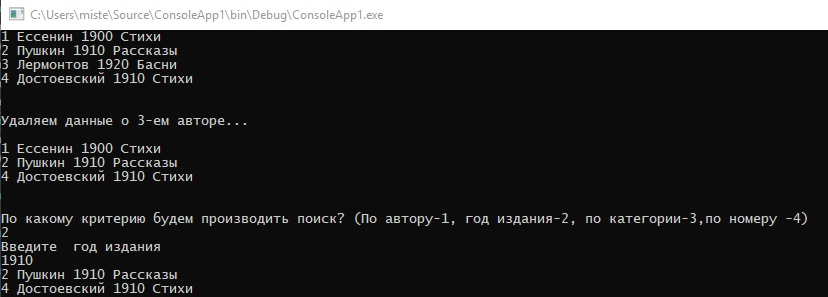 C:\Users\miste\Source\ConsoleApp1\bin\Debug\ConsoleApp1.exe
1 Ессенин 1900 Стихи
2 Пушкин 1910 Рассказы
3 Лермонтов 1920 Басни
4 Достоевский 1910 Стихи
Удаляем данные о 3-ем авторе...
1 Ессенин 1900 Стихи
2 Пушкин 1910 Рассказы
4 Достоевский 1910 Стихи
По какому критерию будем производить поиск? (По автору-1, год издания-2, по категории-3,по номеру -4)
2
Введите  год издания
1910
2 Пушкин 1910 Рассказы
4 Достоевский 1910 Стихи